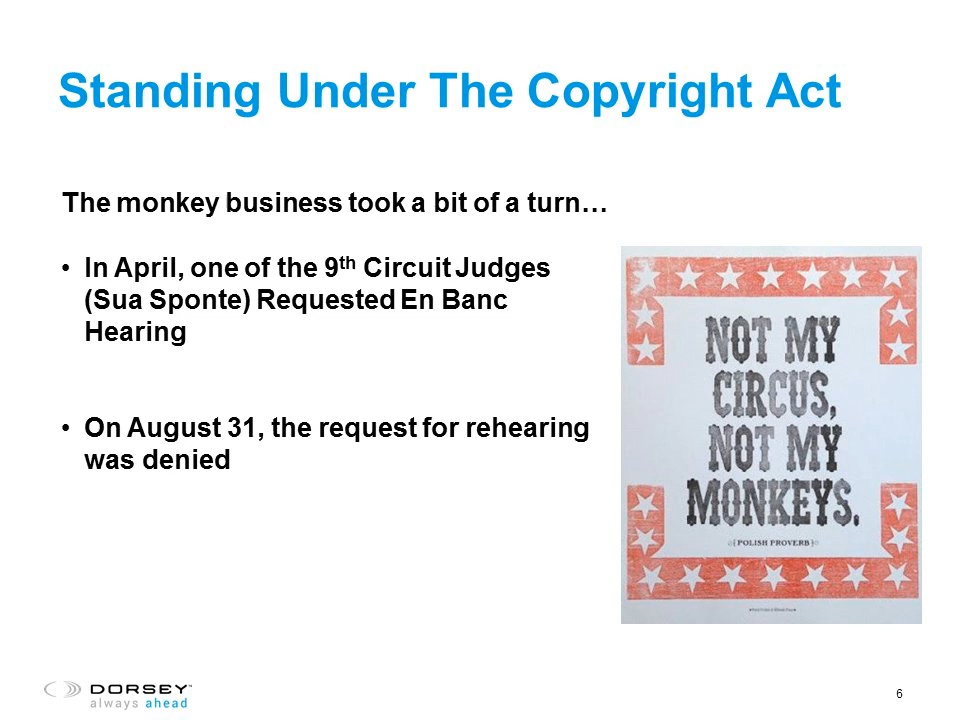 Standing Under The Copyright Act
The monkey business took a bit of a turn…
• In April, one of the 9th Circuit Judges
(Sua Sponte) Requested En Banc
Hearing
• On August 31, the request for rehearing
was denied
NOT MY
CIRCUS,
NOT MY
MONKEYS.
{POLISH PROVERB}
DORSEY™
always ahead
6